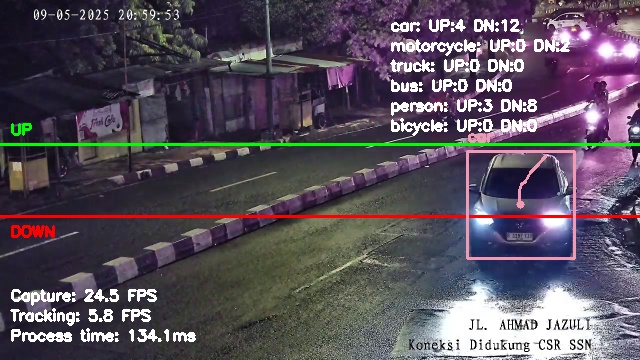 09-05-2025 20:59:53
car: UP:4 DN:12
motorcycle: UP:0 DN:2
truck: UP:0 DN:0
bus: UP:0 DN:0
person: UP:3 DN:8
bicycle: UP:0 DN:0
UP
car
DOWN
Capture: 24.5 FPS
Tracking: 5.8 FPS
Process time: 134.1ms
JL. AHMAD JAZULI
Koneksi Didukung CSR SSN